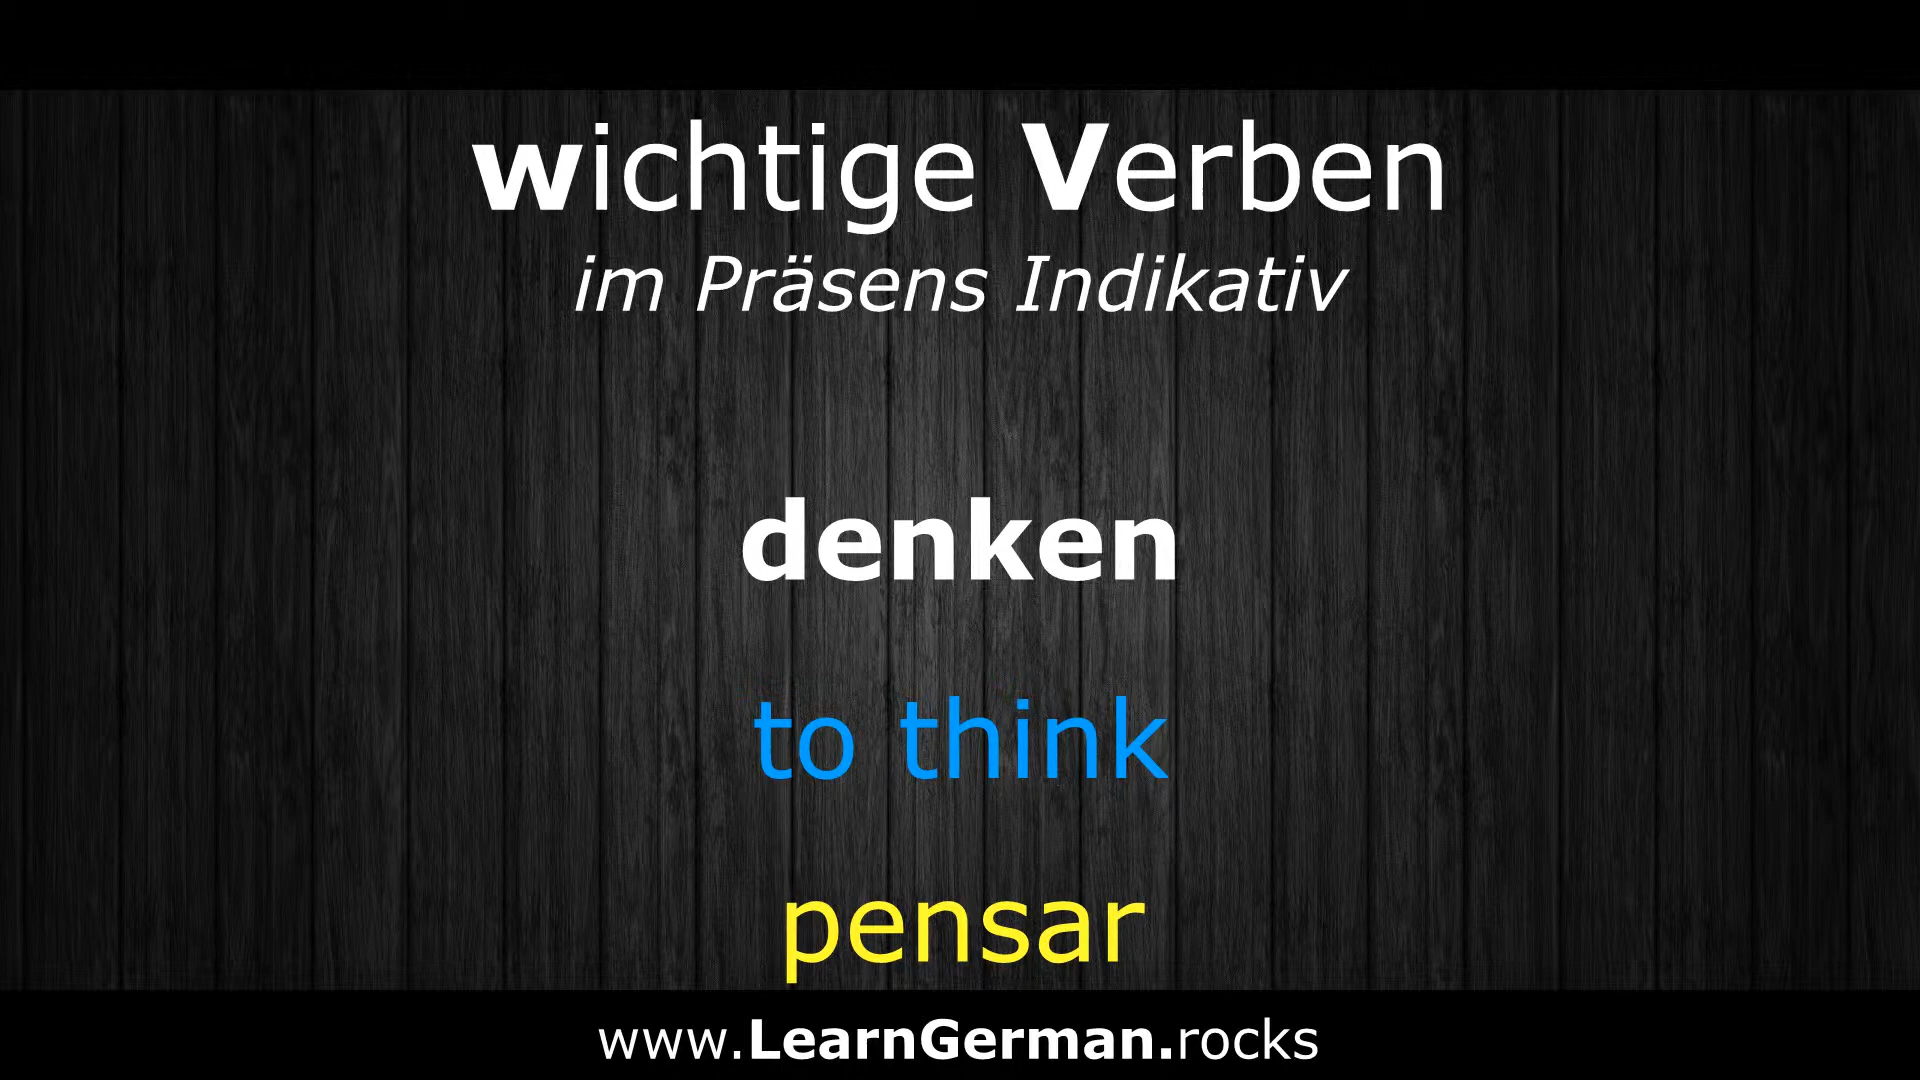 wichtige Verben
im Präsens Indikativ
denken
to think
pensar
www.LearnGerman.rocks